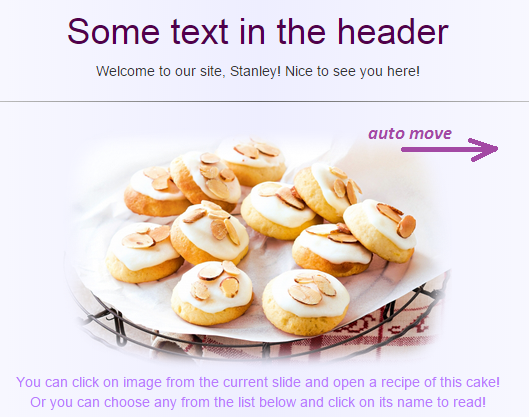 Some text in the header
Welcome to our site, Stanley! Nice to see you here!
auto move
You can click on image from the current slide and open a recipe of this cake!
Or you can choose any from the list below and click on its name to read!